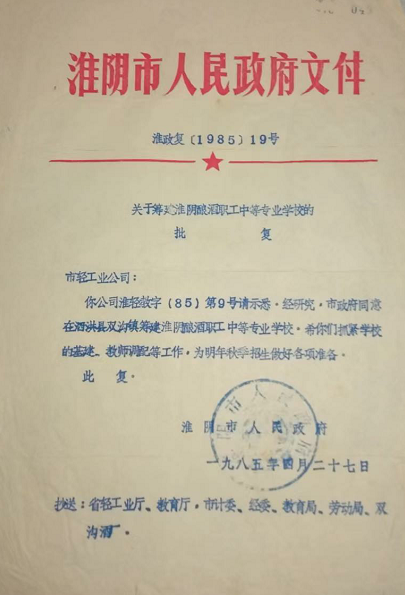 淮阴市人民政府文件
淮政复〔1985〕19号
关于筹建淮阴酿酒职工中等专业学校的
批复
市轻工业公司：
你公司淮轻教字（85）第9号请示悉。经研究，市政府同意
在泗洪县双沟镇筹建淮阴酿酒职工中等专业学校。希你们抓紧学校
的基建、教师调配等工作，为明年秋季招生做好各项准备。
此复。
淮阴市人民政府
一九八五年四月二十七日
抄送：省轻工业厅、教育厅，市计委、经委、教育局、劳动局、双
沟酒厂。